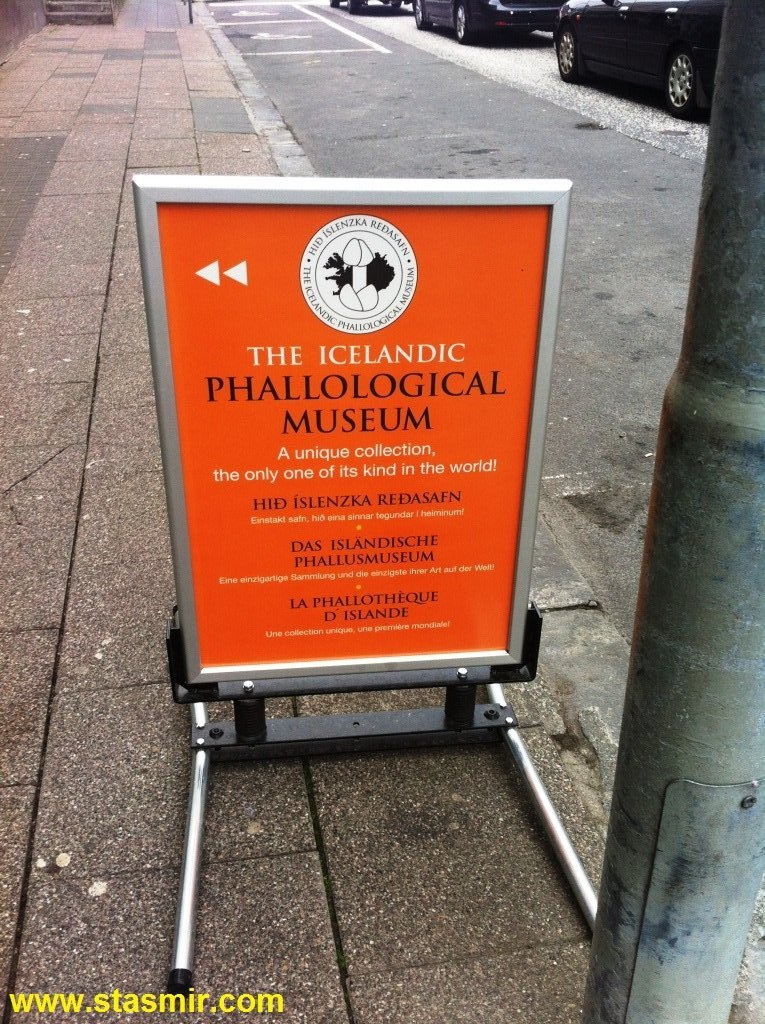 • HIÐ ÍSLENZKA REÐASAFN •
THE ICELANDIC PHALLOLOGICAL MUSEUM
THE ICELANDIC
PHALLOLOGICAL
MUSEUM
A unique collection,
the only one of its kind in the world!
HIÐ ÍSLENZKA REÐASAFN
Einstakt safn, hið eina sinnar tegundar í heiminum!
DAS ISLÄNDISCHE
PHALLUSMUSEUM
Eine einzigartige Sammlung und die einzigste ihrer Art auf der Welt!
LA PHALLOTHÈQUE
D´ISLANDE
Une collection unique, une première mondiale!
www.stasmir.com